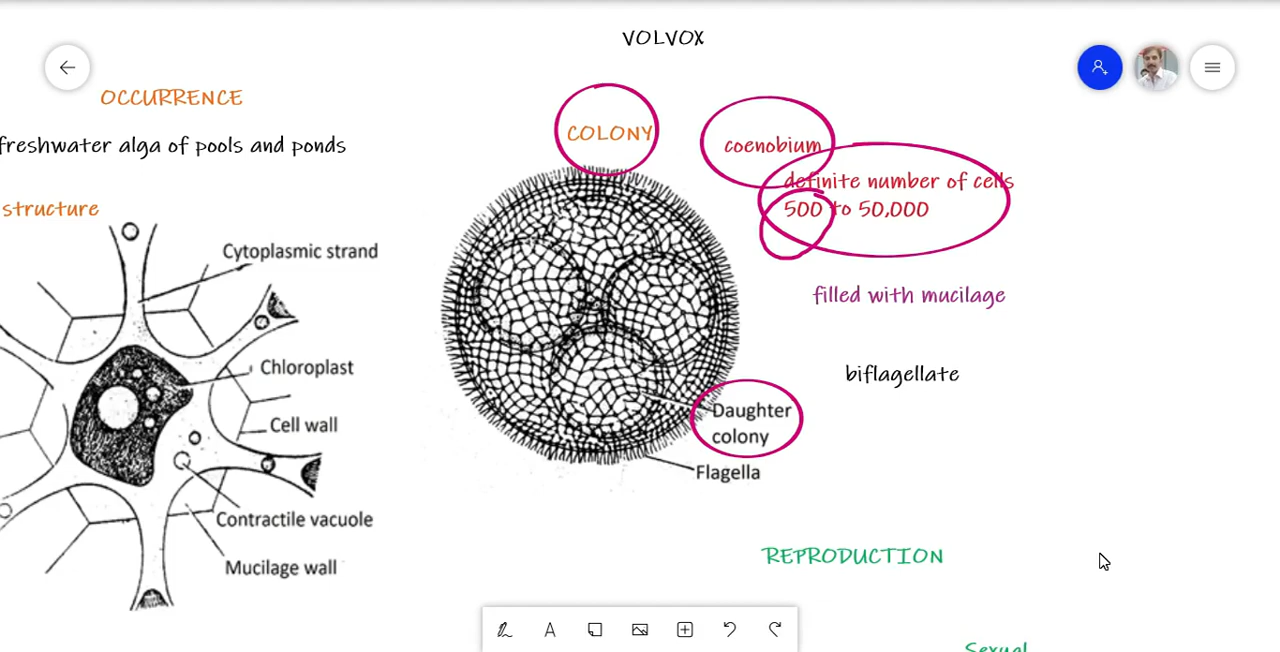 VOLVOX
OCCURRENCE
freshwater alga of pools and ponds
structure
Cytoplasmic strand
Chloroplast
Cell wall
Contractile vacuole
Mucilage wall
COLONY
coenobium
definite number of cells
500 to 50,000
filled with mucilage
biflagellate
Daughter
colony
Flagella
REPRODUCTION
Sexual
A